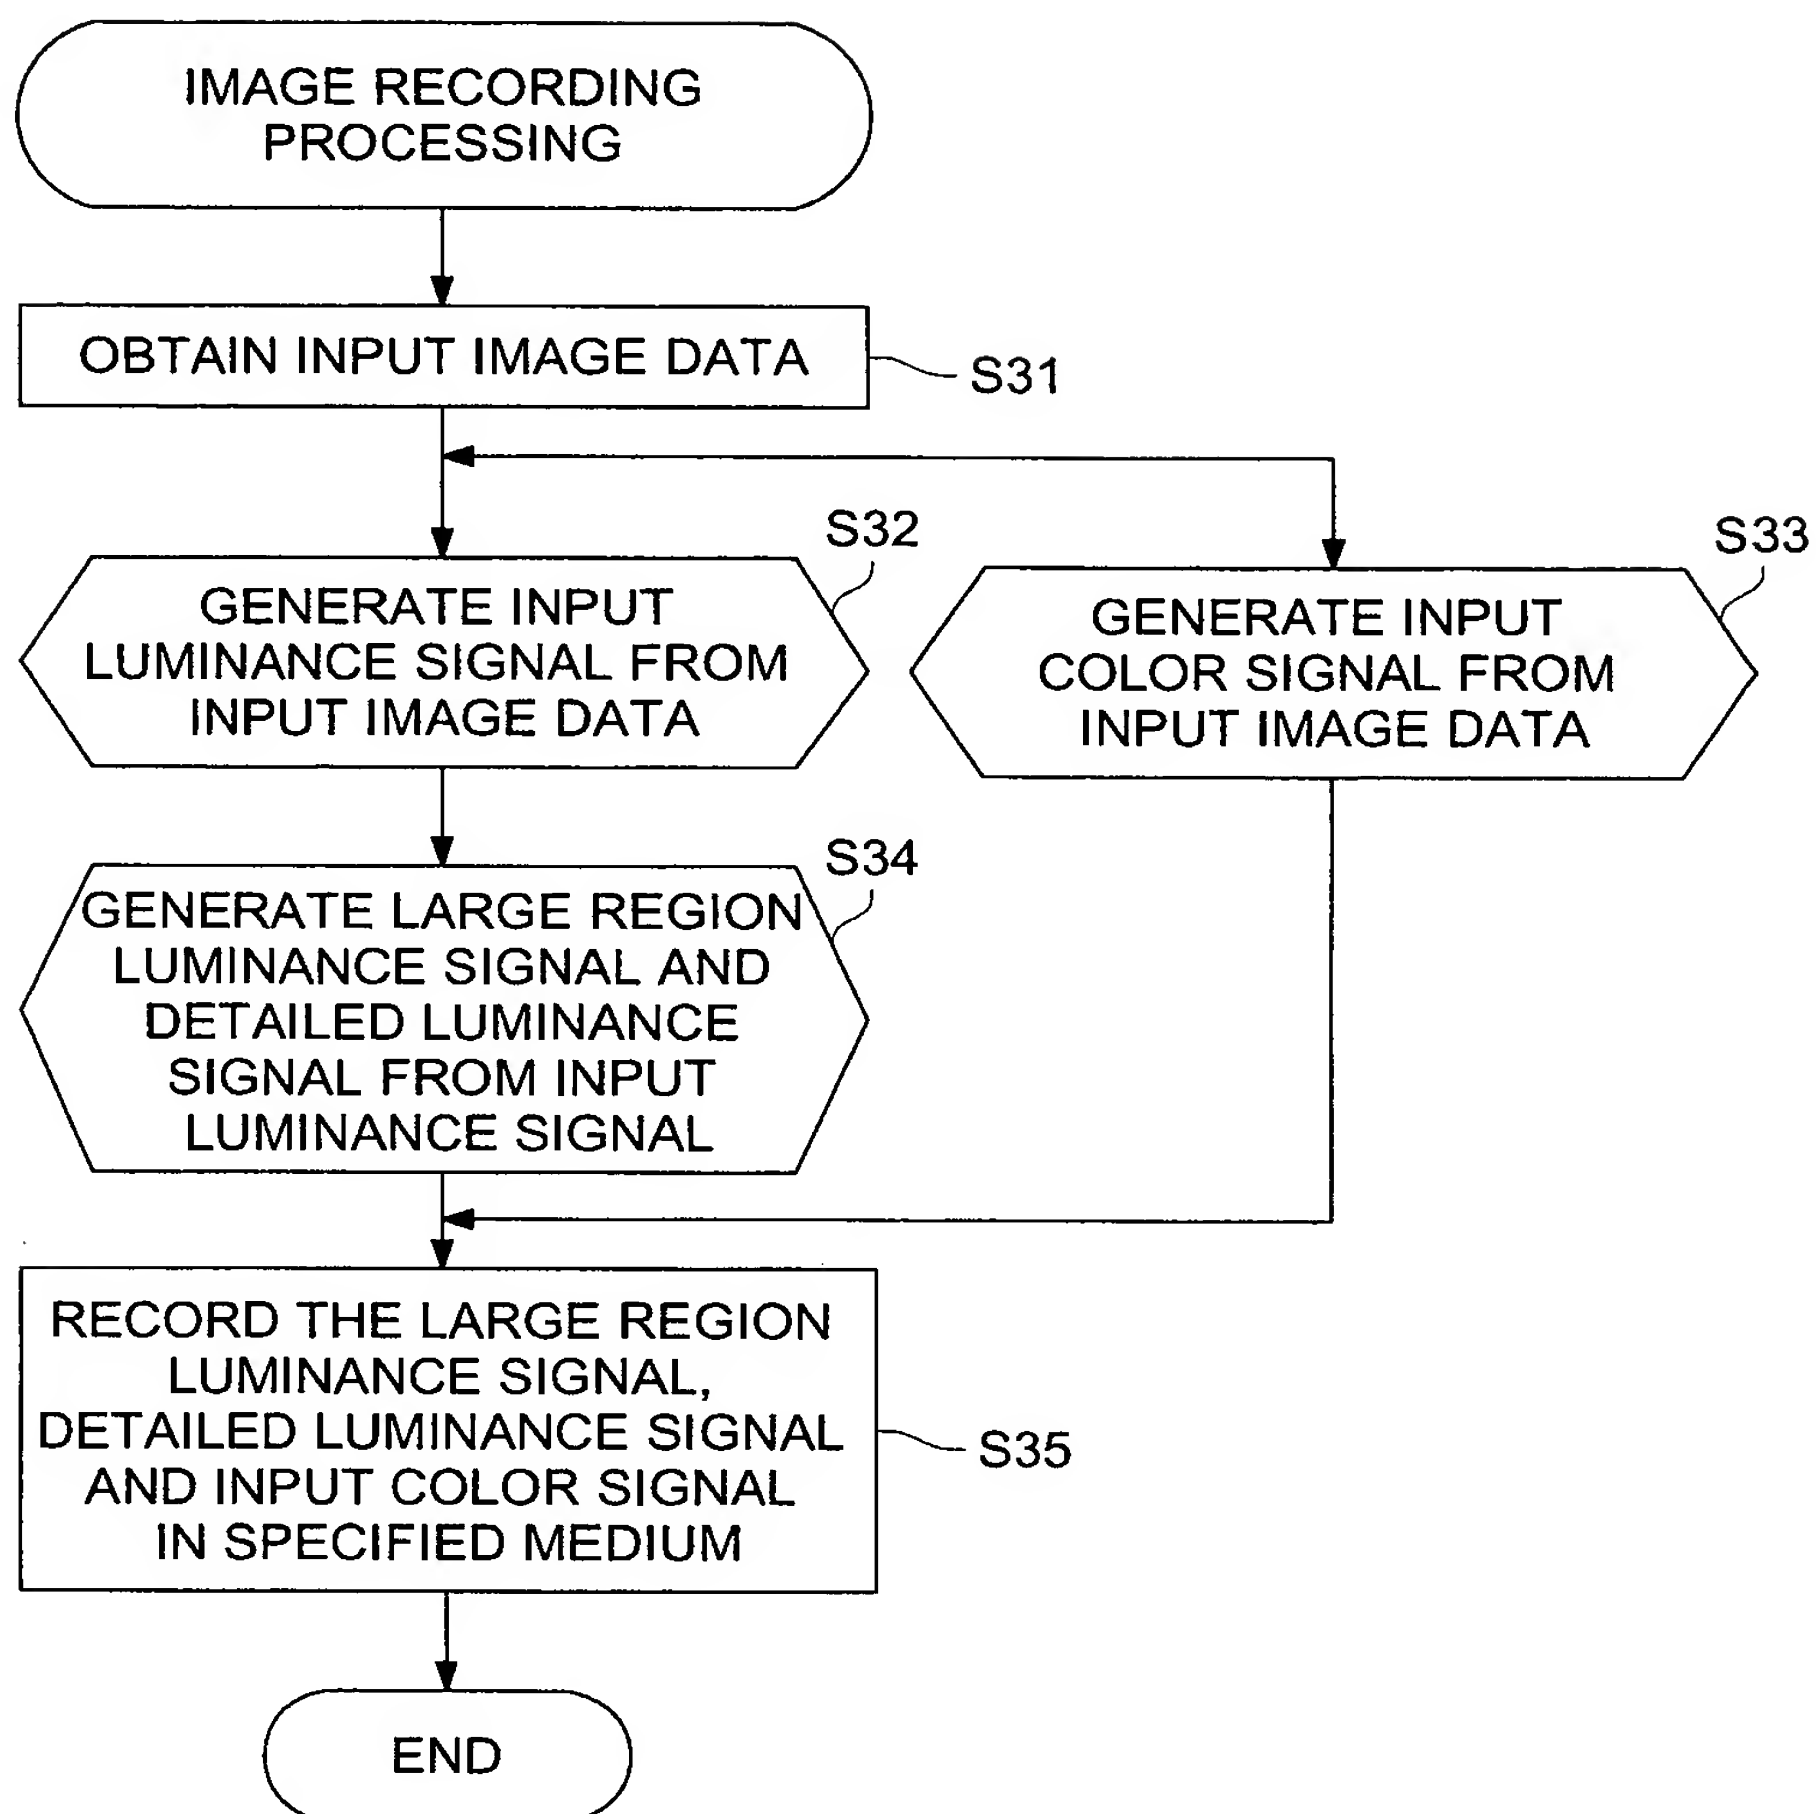 IMAGE RECORDING
PROCESSING
OBTAIN INPUT IMAGE DATA
S31
S32
GENERATE INPUT
LUMINANCE SIGNAL FROM
INPUT IMAGE DATA
S33
GENERATE INPUT
COLOR SIGNAL FROM
INPUT IMAGE DATA
S34
GENERATE LARGE REGION
LUMINANCE SIGNAL AND
DETAILED LUMINANCE
SIGNAL FROM INPUT
LUMINANCE SIGNAL
RECORD THE LARGE REGION
LUMINANCE SIGNAL,
DETAILED LUMINANCE SIGNAL
AND INPUT COLOR SIGNAL
IN SPECIFIED MEDIUM
S35
END